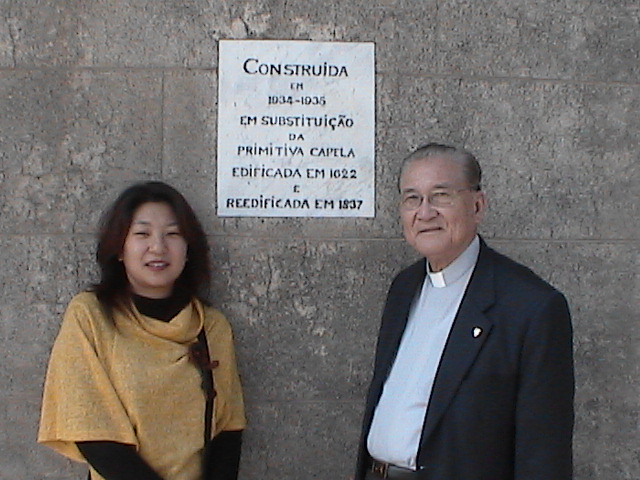 CONSTRUÍDA
EM
1934-1935
EM SUBSTITUIÇÃO
DA
PRIMITIVA CAPELA
EDIFICADA EM 1622
E
REEDIFICADA EM 1837